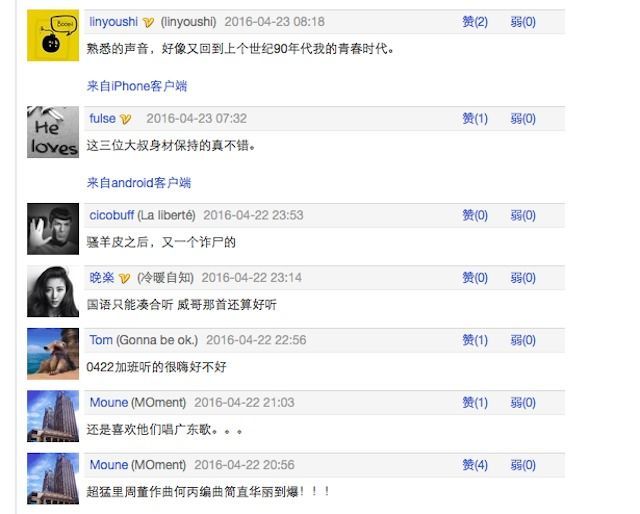 Boom!
linyoushi (linyoushi) 2016-04-23 08:18 赞(2) 弱(0)
熟悉的声音，好像又回到上个世纪90年代我的青春时代。
来自iPhone客户端
He
loves
fulse 2016-04-23 07:32 赞(1) 弱(0)
这三位大叔身材保持的真不错。
来自android客户端
cicobuff (La liberté) 2016-04-22 23:53 赞(0) 弱(0)
骚羊皮之后，又一个诈尸的
晚楽 (冷暖自知) 2016-04-22 23:14 赞(0) 弱(0)
国语只能凑合听 威哥那首还算好听
Tom (Gonna be ok.) 2016-04-22 22:56 赞(1) 弱(0)
0422加班听的很嗨好不好
Moune (MOment) 2016-04-22 21:03 赞(1) 弱(0)
还是喜欢他们唱广东歌。。。
Moune (MOment) 2016-04-22 20:56 赞(4) 弱(0)
超猛里周董作曲何丙编曲简直华丽到爆！！！